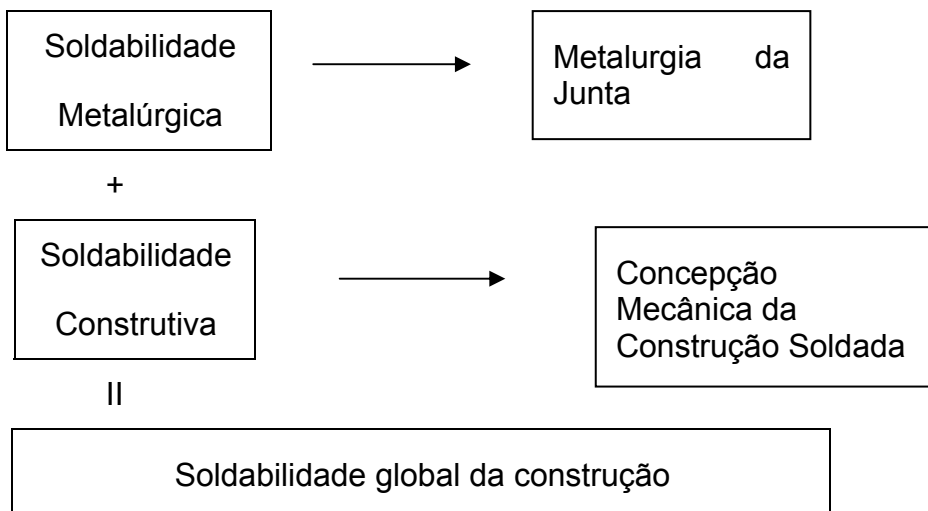 Soldabilidade
Metalúrgica
Metalurgia da
Junta
+
Soldabilidade
Construtiva
Concepção
Mecânica da
Construção Soldada
II
Soldabilidade global da construção